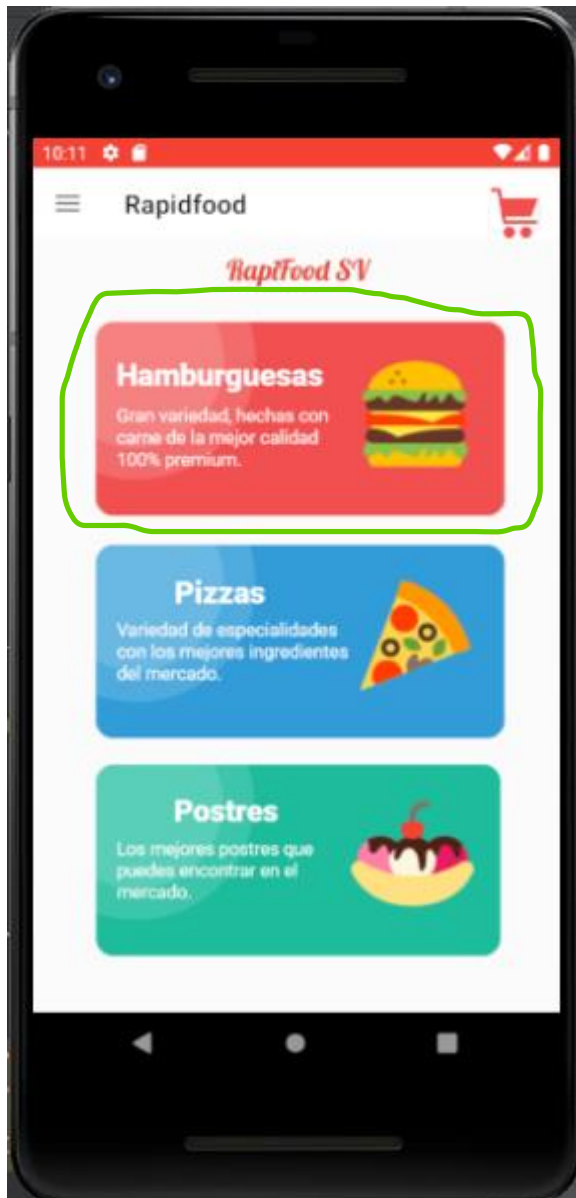 10:11
Rapidfood
RapiFood SV
Hamburguesas
Gran variedad, hechas con
carne de la mejor calidad
100% premium.
Pizzas
Variedad de especialidades
con los mejores ingredientes
del mercado.
Postres
Los mejores postres que
puedes encontrar en el
mercado.